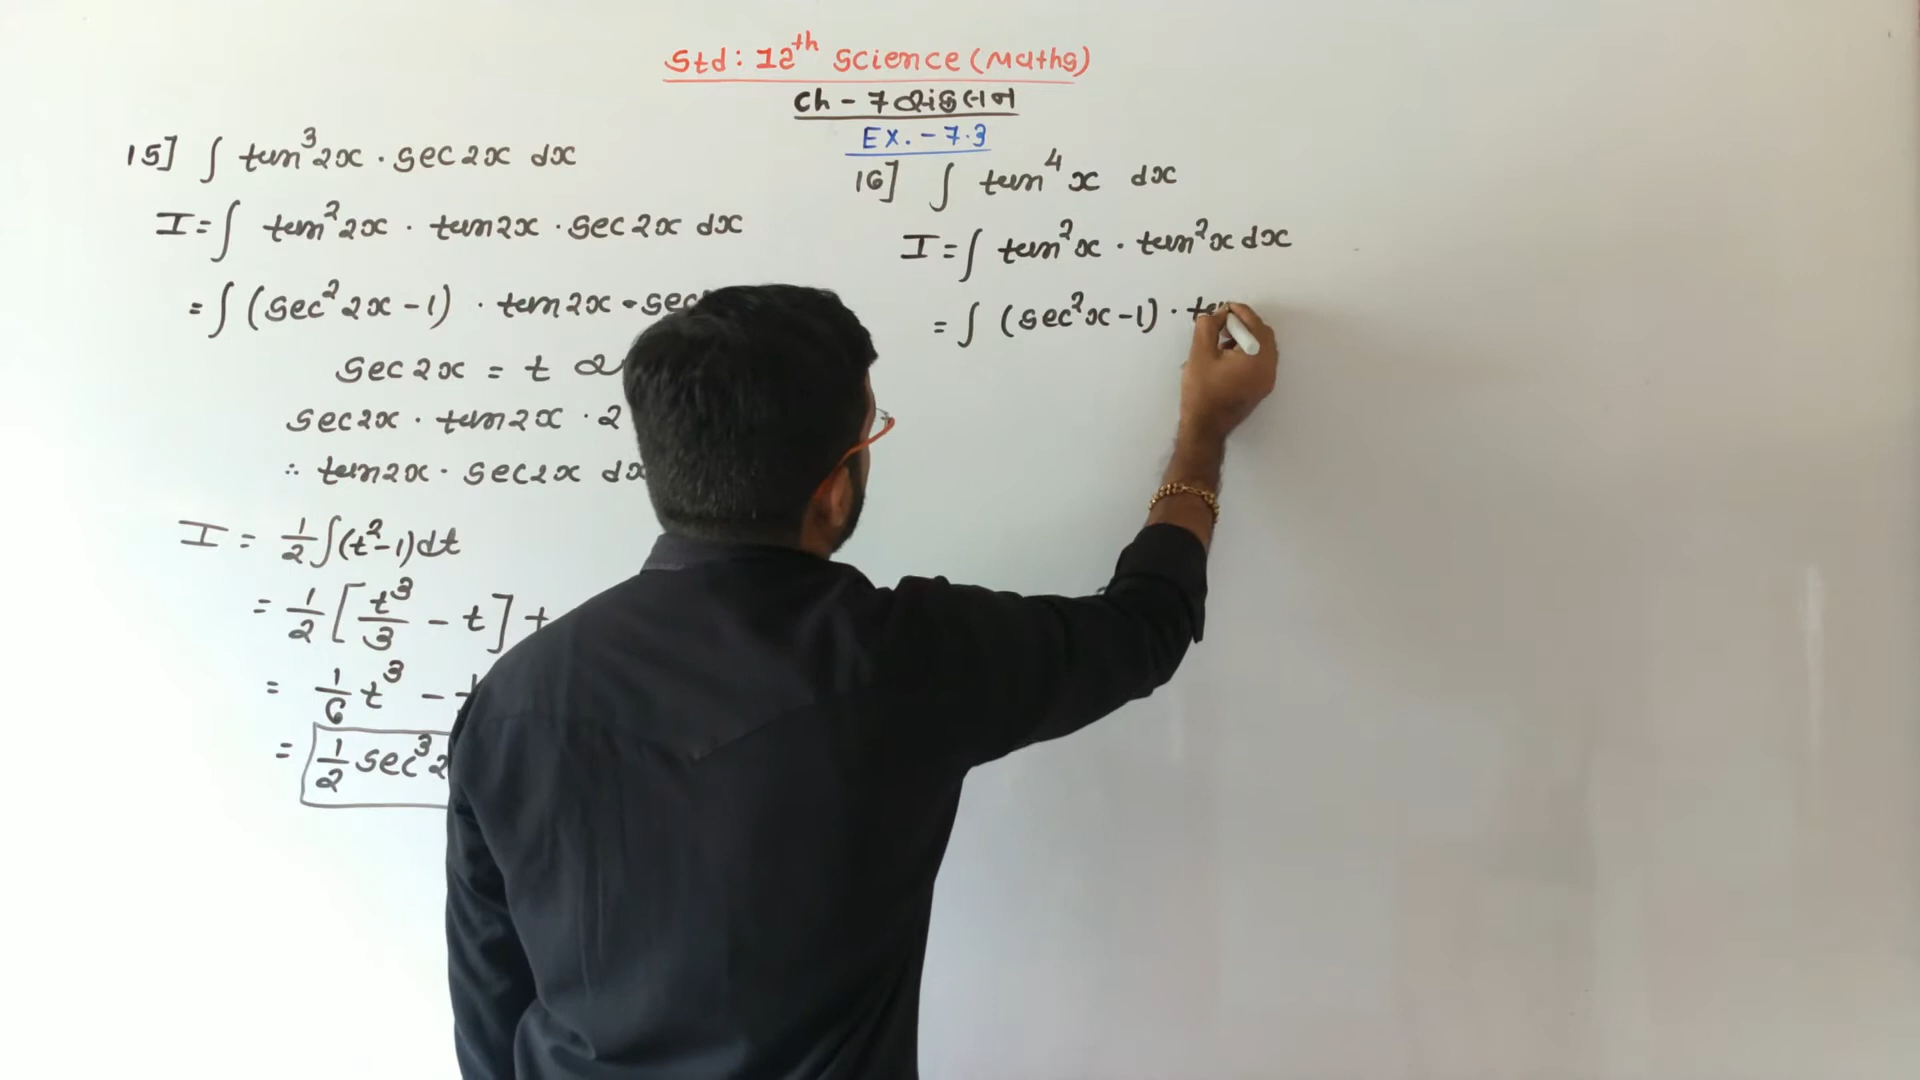 Std: 12th Science (Maths)
Ch - 7 સંકલન
Ex. - 7.3
15] ∫ tan³2x · sec2x dx
I = ∫ tan²2x · tan2x · sec2x dx
= ∫ (sec²2x - 1) · tan2x · sec
sec2x = t
sec2x · tan2x · 2
∴ tan2x · sec2x dx
I = 1/2 ∫(t²-1)dt
= 1/2 [t³/3 - t] +
= 1/6 t³ -
= 1/2 sec³2
16] ∫ tan⁴x dx
I = ∫ tan²x · tan²x dx
= ∫ (sec²x - 1) ·